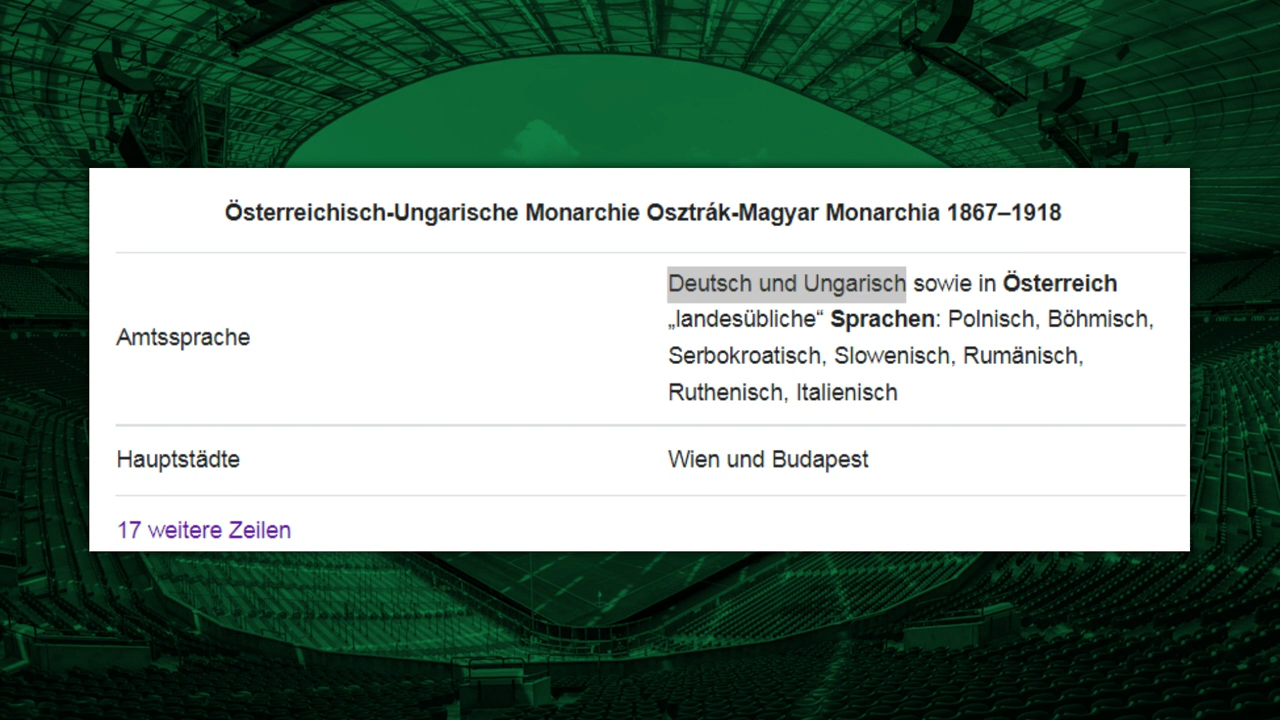 Österreichisch-Ungarische Monarchie Osztrák-Magyar Monarchia 1867–1918
Amtssprache
Deutsch und Ungarisch sowie in Österreich
„landesübliche“ Sprachen: Polnisch, Böhmisch,
Serbokroatisch, Slowenisch, Rumänisch,
Ruthenisch, Italienisch
Hauptstädte
Wien und Budapest
17 weitere Zeilen